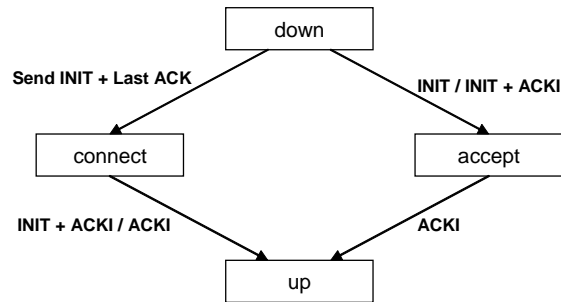 down
Send INIT + Last ACK
INIT / INIT + ACKI
connect
accept
INIT + ACKI / ACKI
ACKI
up